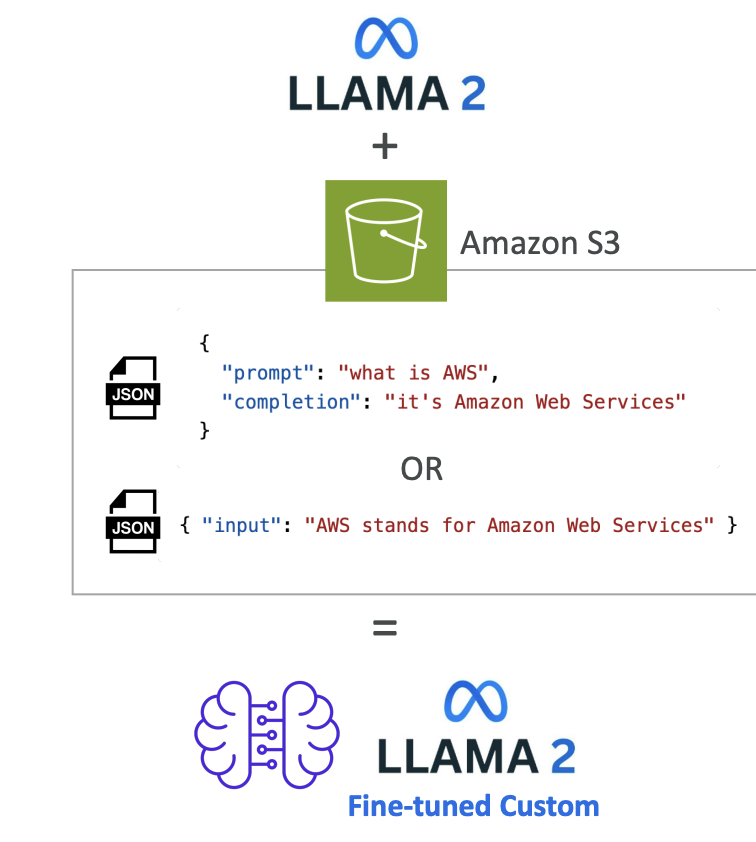 LLAMA 2
+
Amazon S3
{
"prompt": "what is AWS",
"completion": "it's Amazon Web Services"
}
JSON
OR
JSON
{ "input": "AWS stands for Amazon Web Services" }
=
LLAMA 2
Fine-tuned Custom